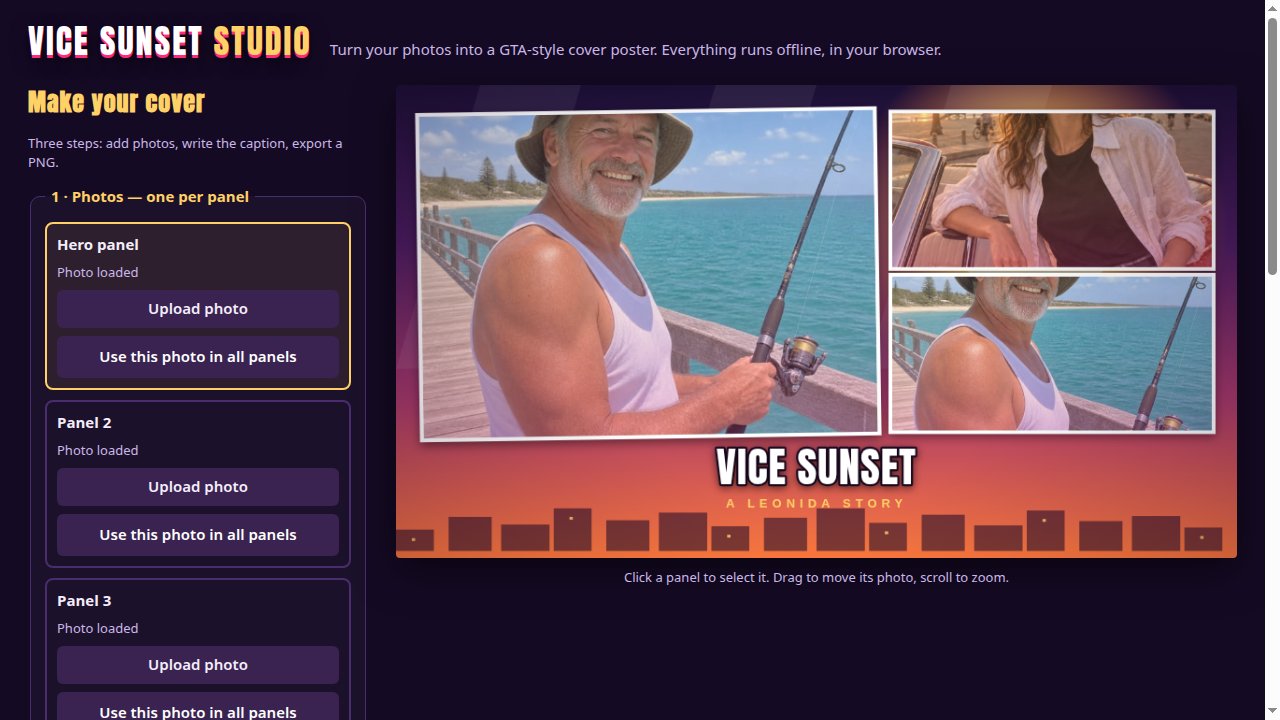 VICE SUNSET STUDIO
Turn your photos into a GTA-style cover poster. Everything runs offline, in your browser.
Make your cover
Three steps: add photos, write the caption, export a
PNG.
1 · Photos — one per panel
Hero panel
Photo loaded
Upload photo
Use this photo in all panels
Panel 2
Photo loaded
Upload photo
Use this photo in all panels
Panel 3
Photo loaded
Upload photo
Use this photo in all panels
VICE SUNSET
A LEONIDA STORY
Click a panel to select it. Drag to move its photo, scroll to zoom.